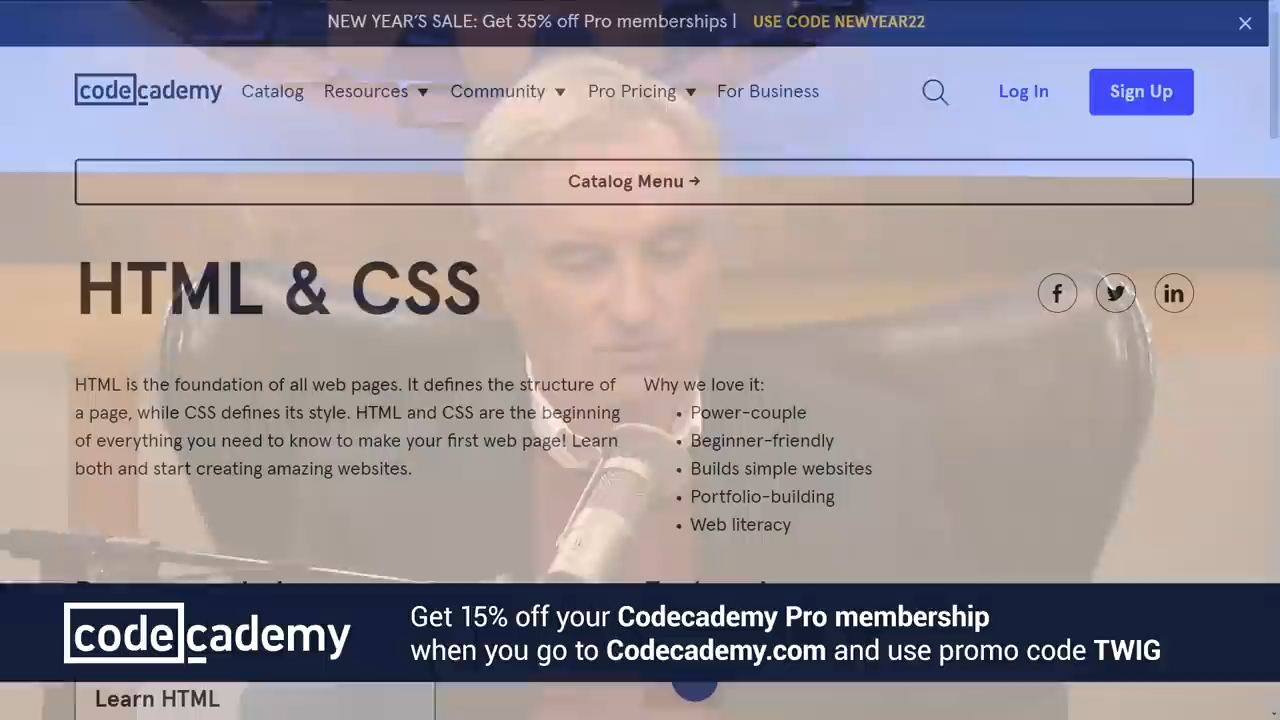 NEW YEAR'S SALE: Get 35% off Pro memberships | USE CODE NEWYEAR22
codecademy Catalog Resources Community Pro Pricing For Business Log In Sign Up
Catalog Menu →
HTML & CSS
HTML is the foundation of all web pages. It defines the structure of
a page, while CSS defines its style. HTML and CSS are the beginning
of everything you need to know to make your first web page! Learn
both and start creating amazing websites.
Why we love it:
• Power-couple
• Beginner-friendly
• Builds simple websites
• Portfolio-building
• Web literacy
codecademy
Get 15% off your Codecademy Pro membership
when you go to Codecademy.com and use promo code TWIG
Learn HTML